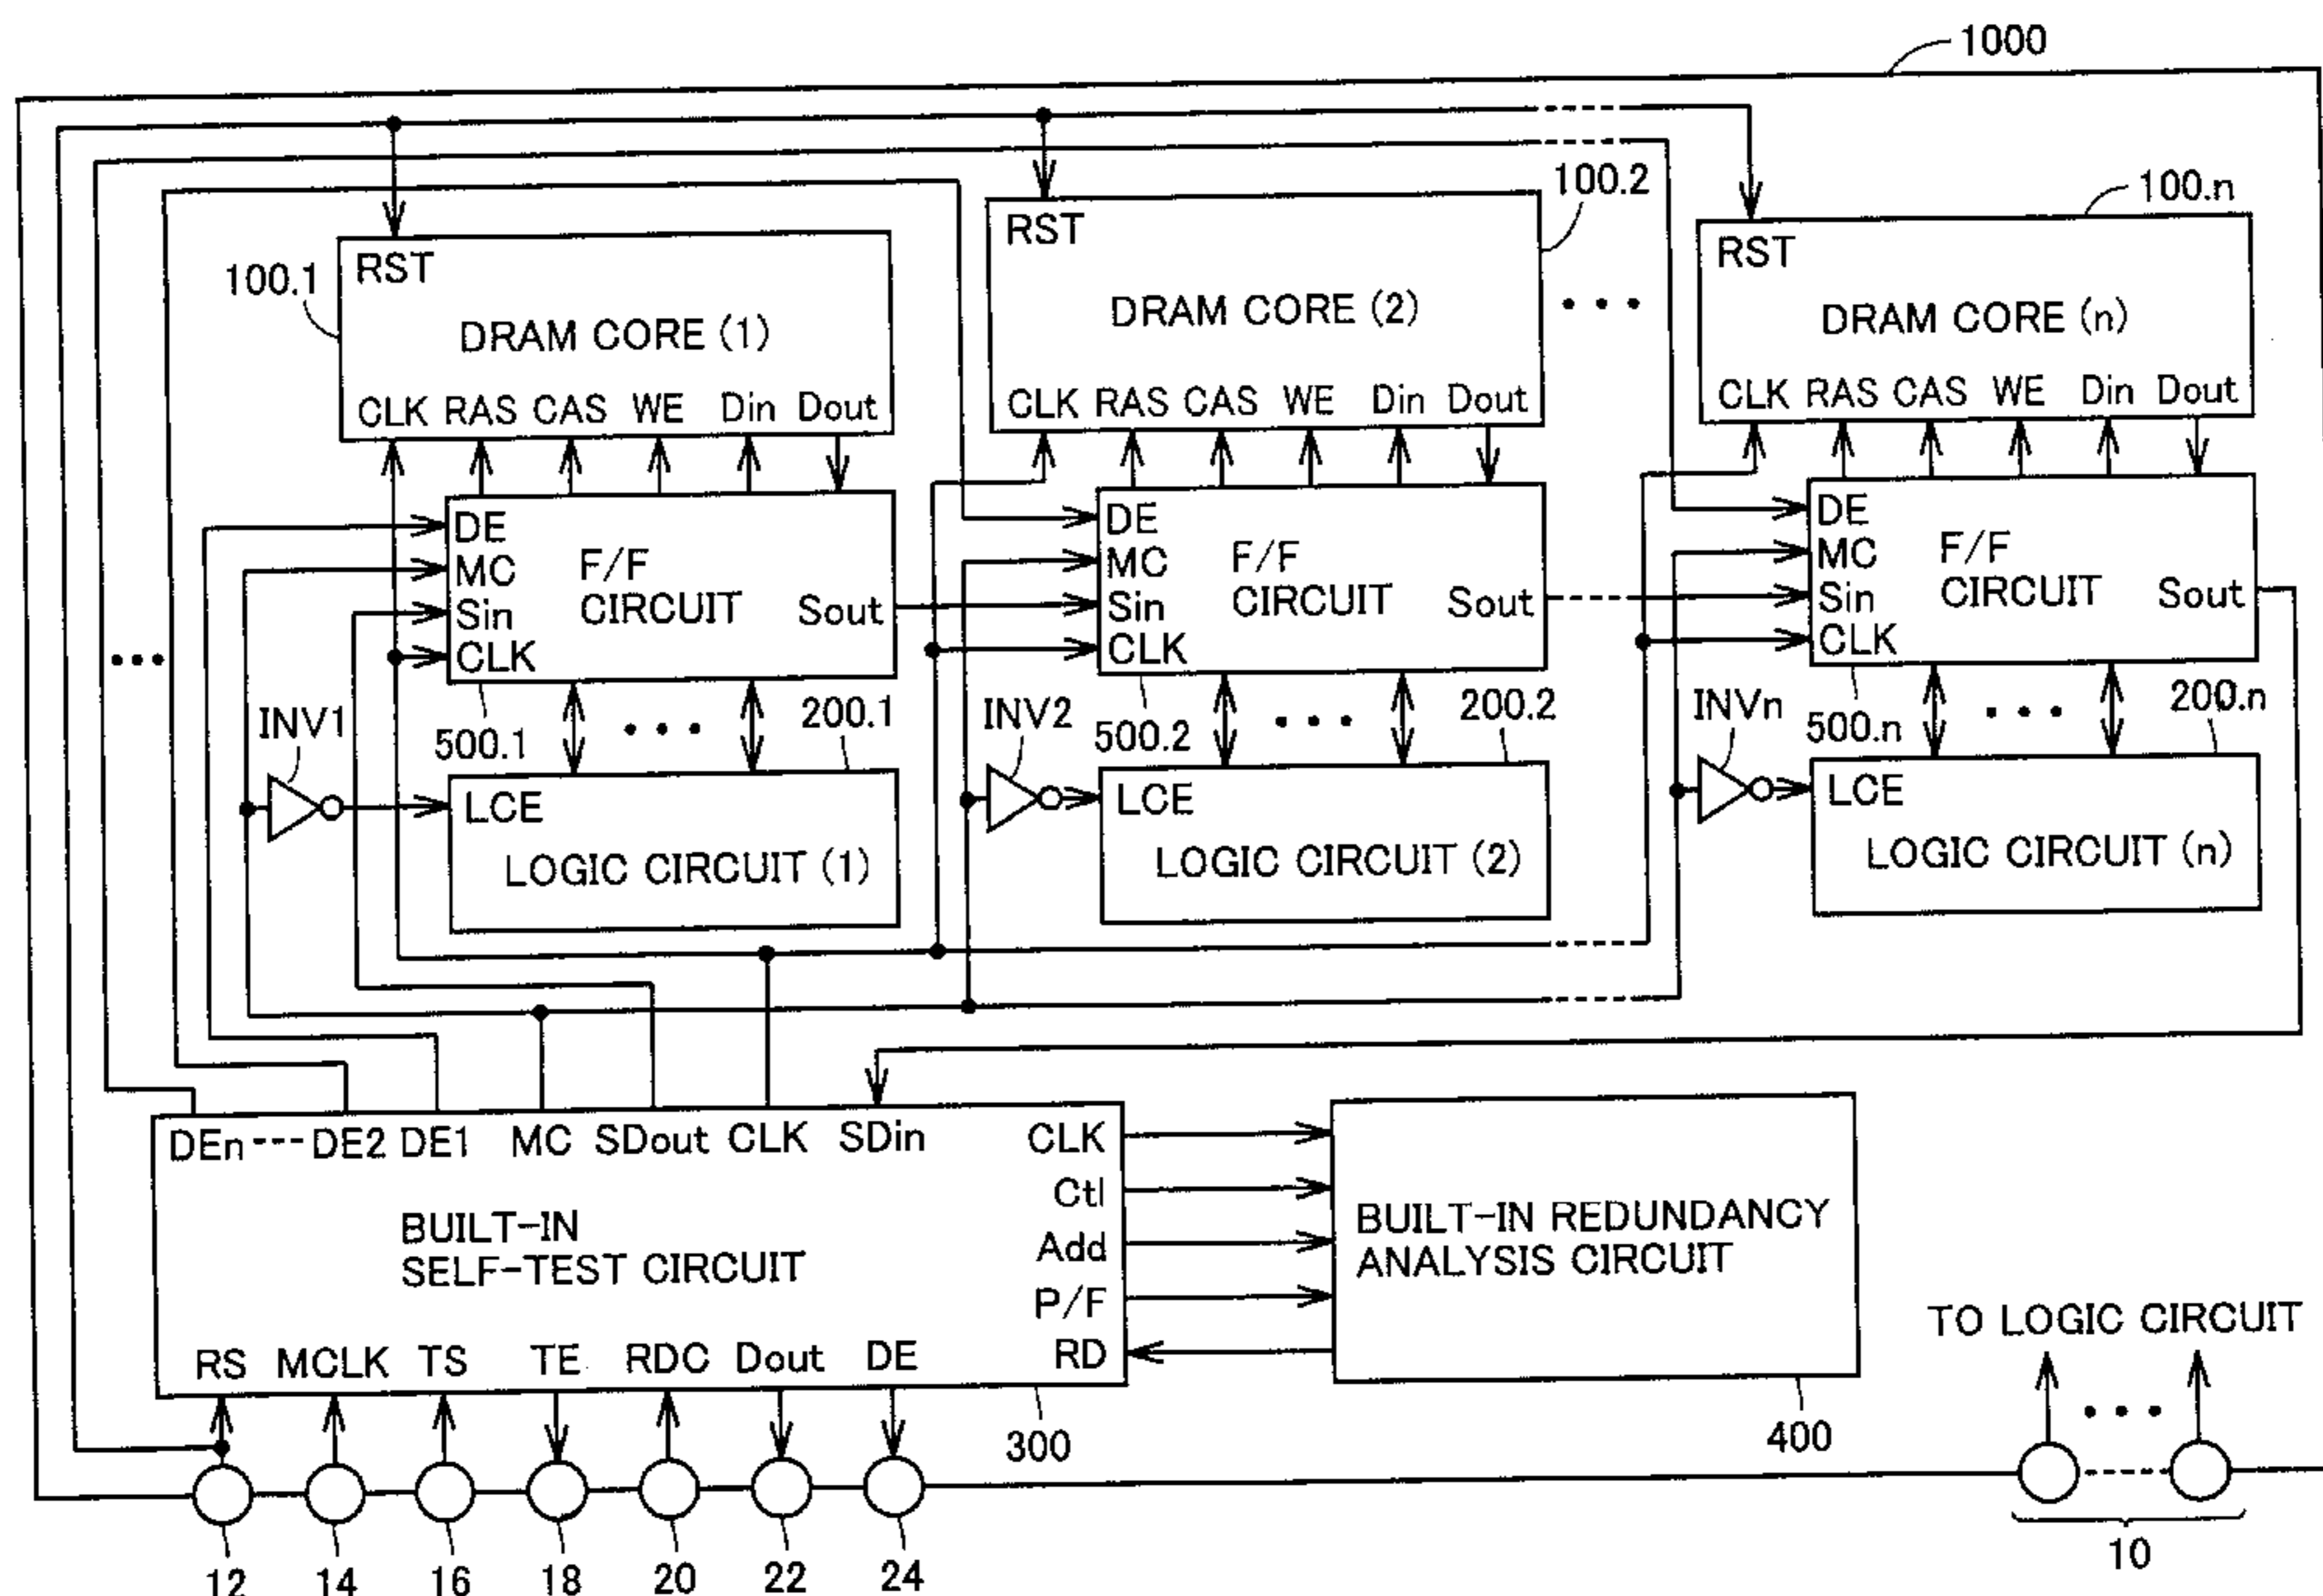 1000
100.1
RST
DRAM CORE (1)
CLK RAS CAS WE Din Dout
100.2
RST
DRAM CORE (2)
CLK RAS CAS WE Din Dout
100.n
RST
DRAM CORE (n)
CLK RAS CAS WE Din Dout
DE
MC
Sin
CLK
F/F
CIRCUIT
Sout
500.1
DE
MC
Sin
CLK
F/F
CIRCUIT
Sout
500.2
DE
MC
Sin
CLK
F/F
CIRCUIT
Sout
500.n
INV1
200.1
LCE
LOGIC CIRCUIT (1)
INV2
200.2
LCE
LOGIC CIRCUIT (2)
INVn
200.n
LCE
LOGIC CIRCUIT (n)
DEn --- DE2 DE1 MC SDout CLK SDin
CLK
Ctl
Add
P/F
RD
BUILT-IN
SELF-TEST CIRCUIT
RS MCLK TS TE RDC Dout DE
300
BUILT-IN REDUNDANCY
ANALYSIS CIRCUIT
400
TO LOGIC CIRCUIT
12 14 16 18 20 22 24
10